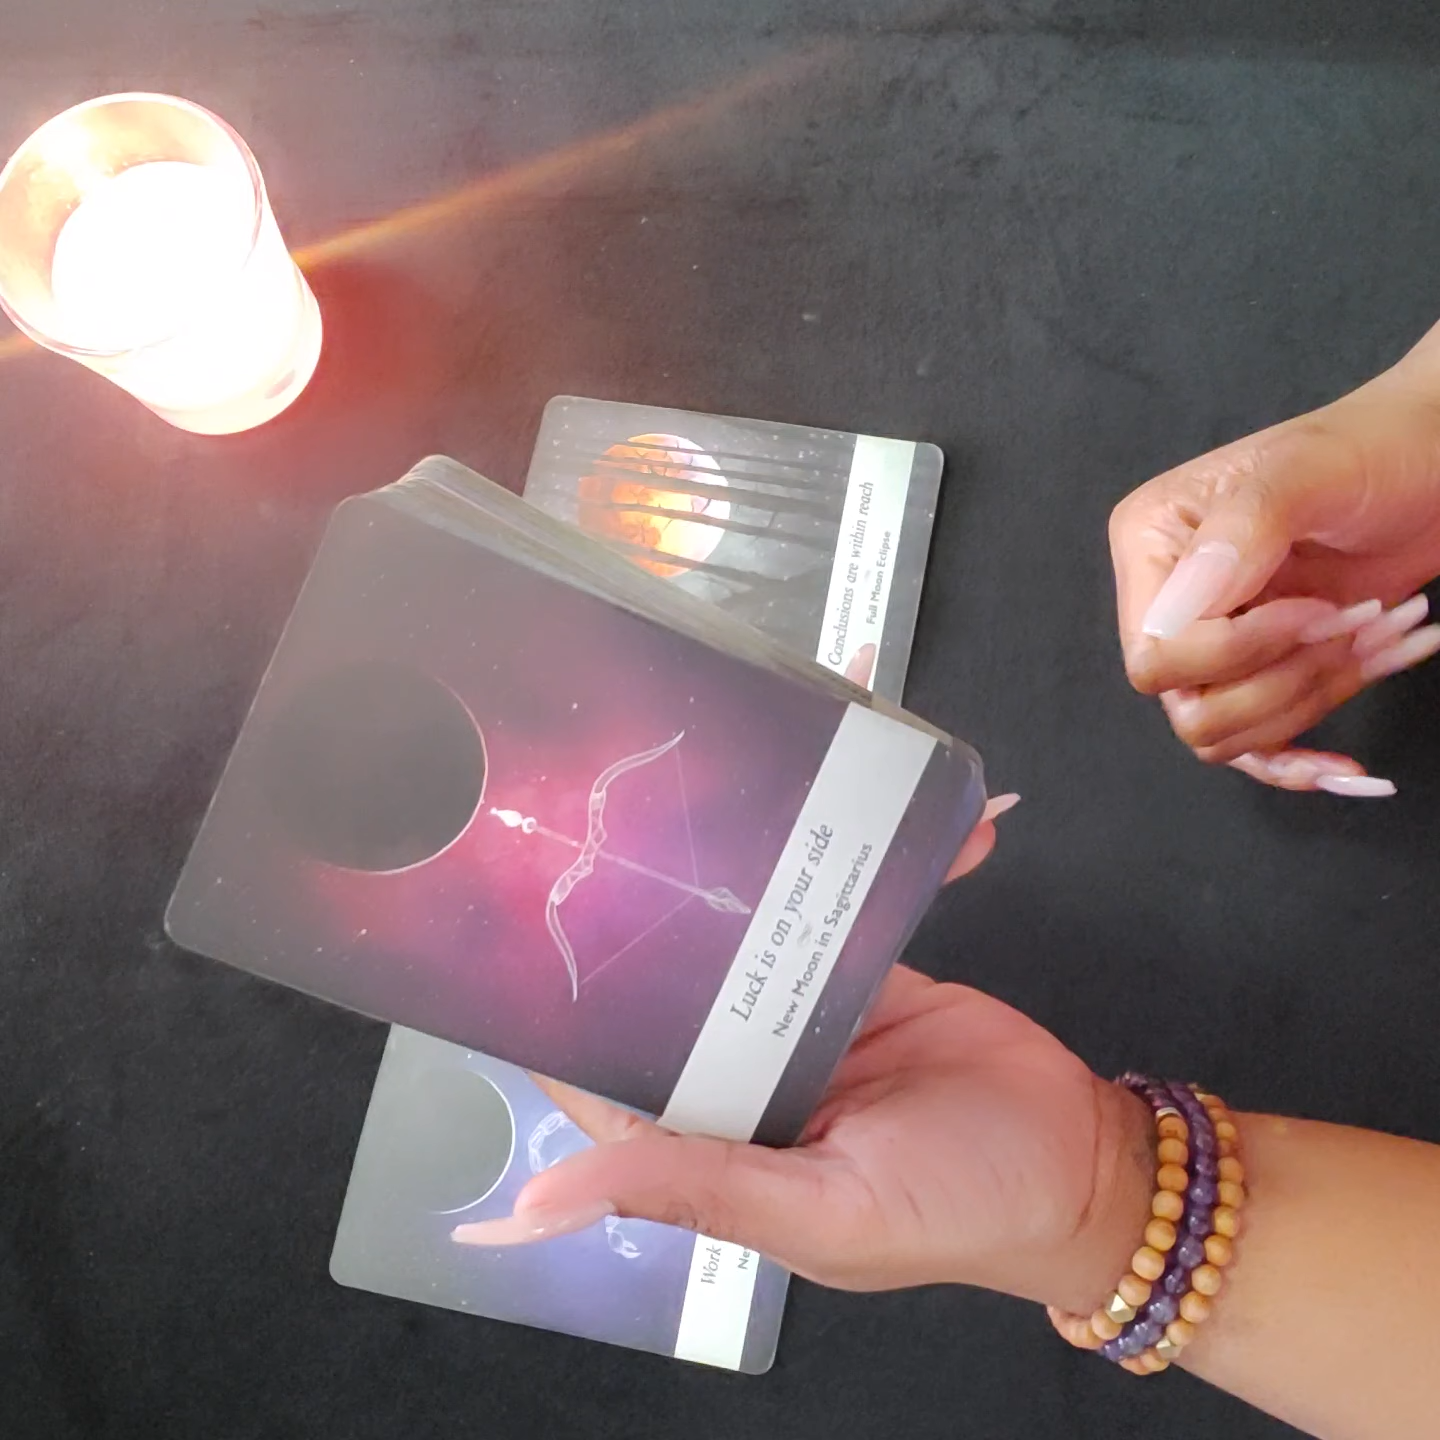 Conclusions are within reach
Full Moon Eclipse
Luck is on your side
New Moon in Sagittarius
Work